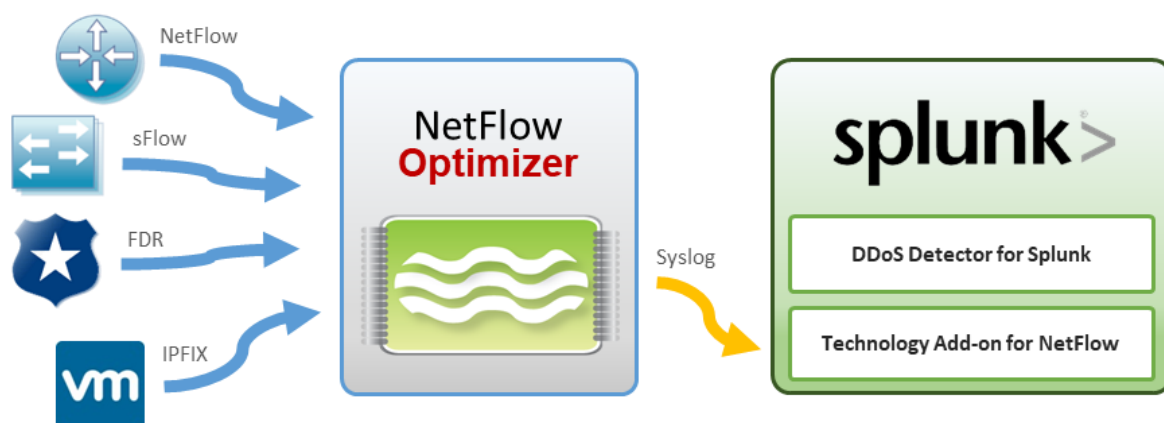 NetFlow
sFlow
FDR
IPFIX
vm
NetFlow
Optimizer
Syslog
splunk>®
DDoS Detector for Splunk
Technology Add-on for NetFlow